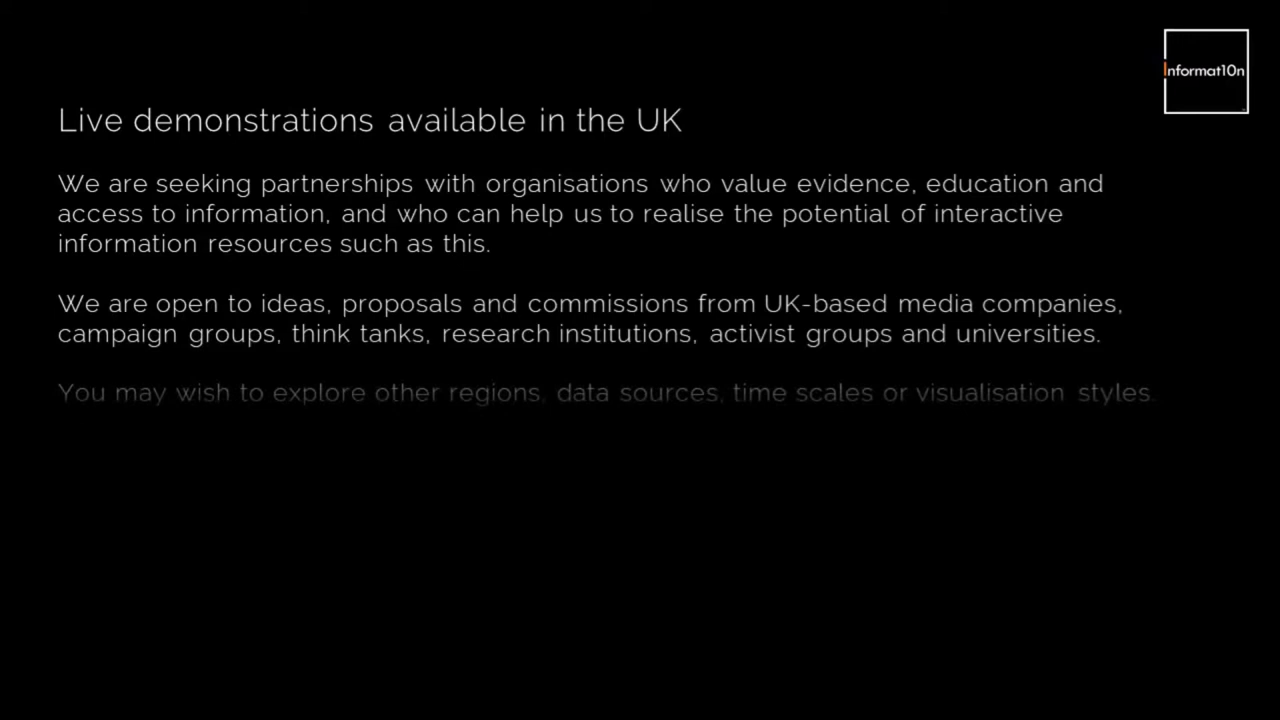 Informat10n
Live demonstrations available in the UK
We are seeking partnerships with organisations who value evidence, education and
access to information, and who can help us to realise the potential of interactive
information resources such as this.
We are open to ideas, proposals and commissions from UK-based media companies,
campaign groups, think tanks, research institutions, activist groups and universities.
You may wish to explore other regions, data sources, time scales or visualisation styles.